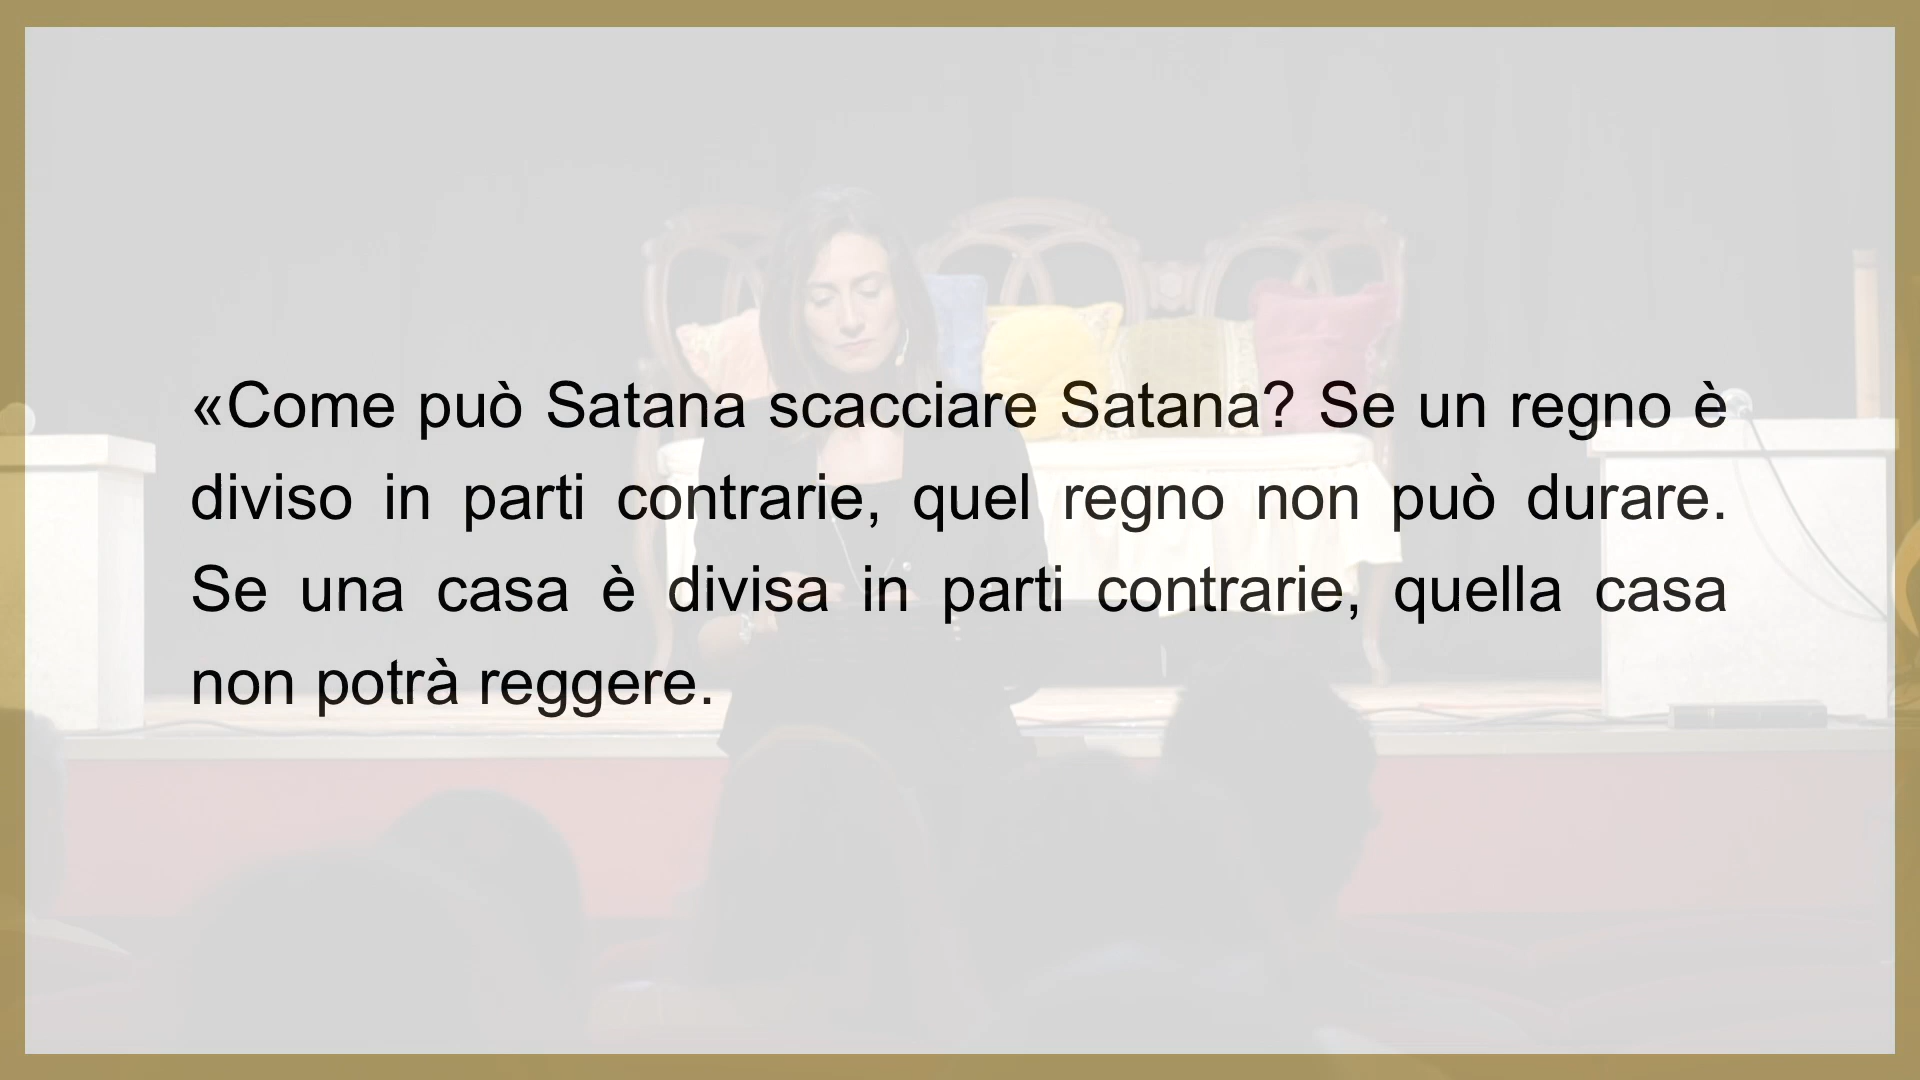 «Come può Satana scacciare Satana? Se un regno è
diviso in parti contrarie, quel regno non può durare.
Se una casa è divisa in parti contrarie, quella casa
non potrà reggere.